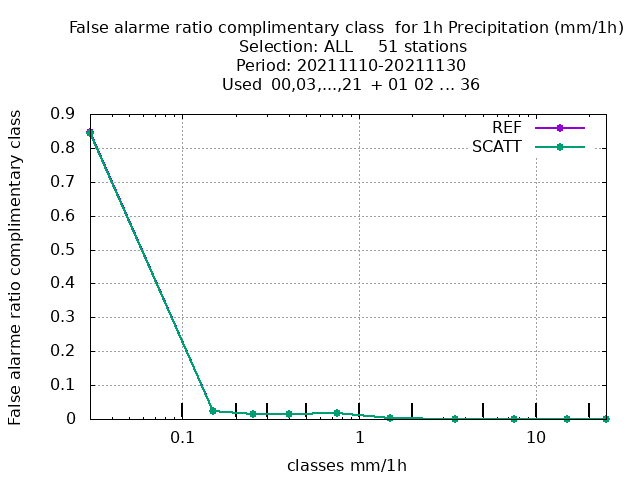 False alarme ratio complimentary class  for 1h Precipitation (mm/1h)
Selection: ALL     51 stations
Period: 20211110-20211130
Used  00,03,...,21  + 01 02 ... 36
False alarme ratio complimentary class
0.9
0.8
0.7
0.6
0.5
0.4
0.3
0.2
0.1
0
REF
SCATT
0.1
1
10
classes mm/1h